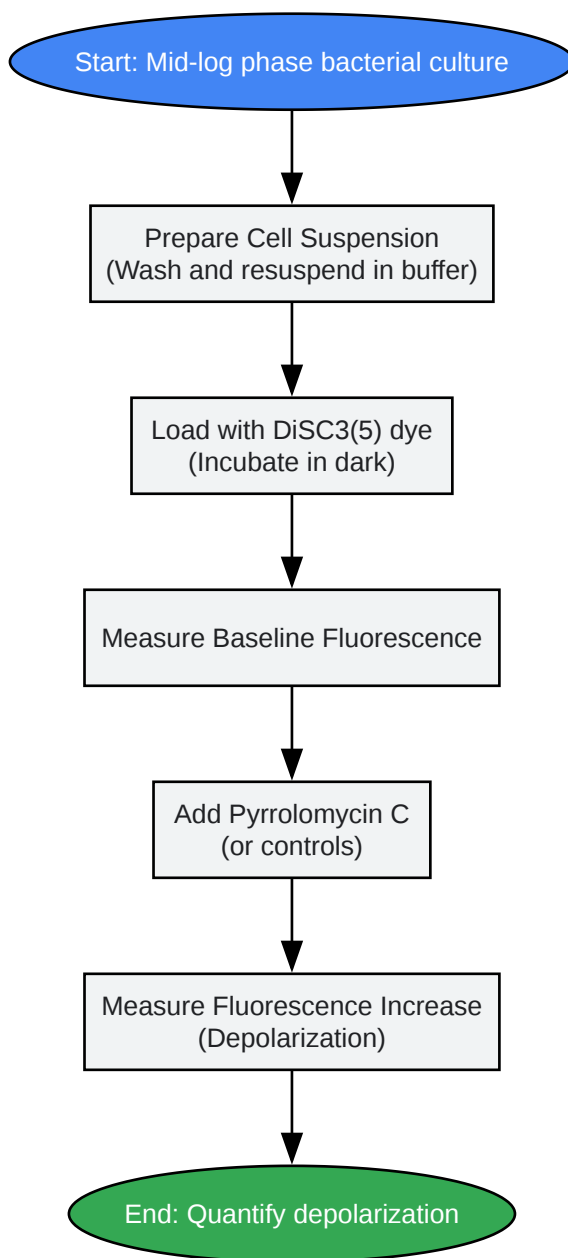 Start: Mid-log phase bacterial culture
Prepare Cell Suspension
(Wash and resuspend in buffer)
Load with DiSC3(5) dye
(Incubate in dark)
Measure Baseline Fluorescence
Add Pyrrolomycin C
(or controls)
Measure Fluorescence Increase
(Depolarization)
End: Quantify depolarization